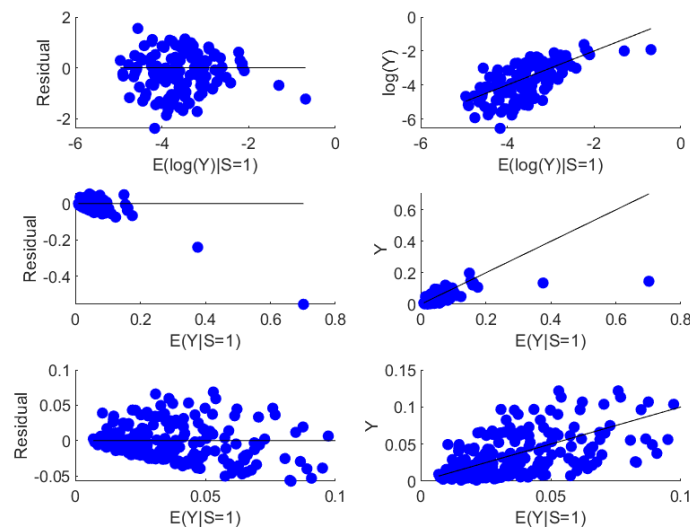 2
0
-2
Residual
-6 -4 -2 0
E(log(Y)|S=1)
0
-2
-4
-6
log(Y)
-6 -4 -2 0
E(log(Y)|S=1)
0
-0.2
-0.4
Residual
0 0.2 0.4 0.6 0.8
E(Y|S=1)
0.6
0.4
0.2
0
Y
0 0.2 0.4 0.6 0.8
E(Y|S=1)
0.1
0.05
0
-0.05
Residual
0 0.05 0.1
E(Y|S=1)
0.15
0.1
0.05
0
Y
0 0.05 0.1
E(Y|S=1)